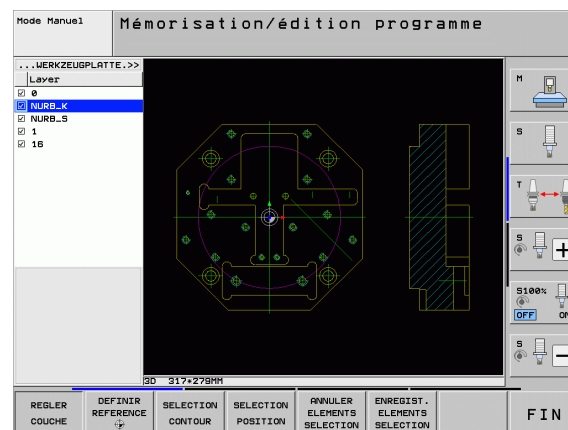 Mode Manuel
Mémorisation/édition programme
...WERKZEUGPLATTE.>>
Layer
0
NURB_K
NURB_S
1
16
M
S
T
S
S100%
OFF
S
3D 317*279MM
REGLER COUCHE
DEFINIR REFERENCE
SELECTION CONTOUR
SELECTION POSITION
ANNULER ELEMENTS SELECTION
ENREGIST. ELEMENTS SELECTION
FIN